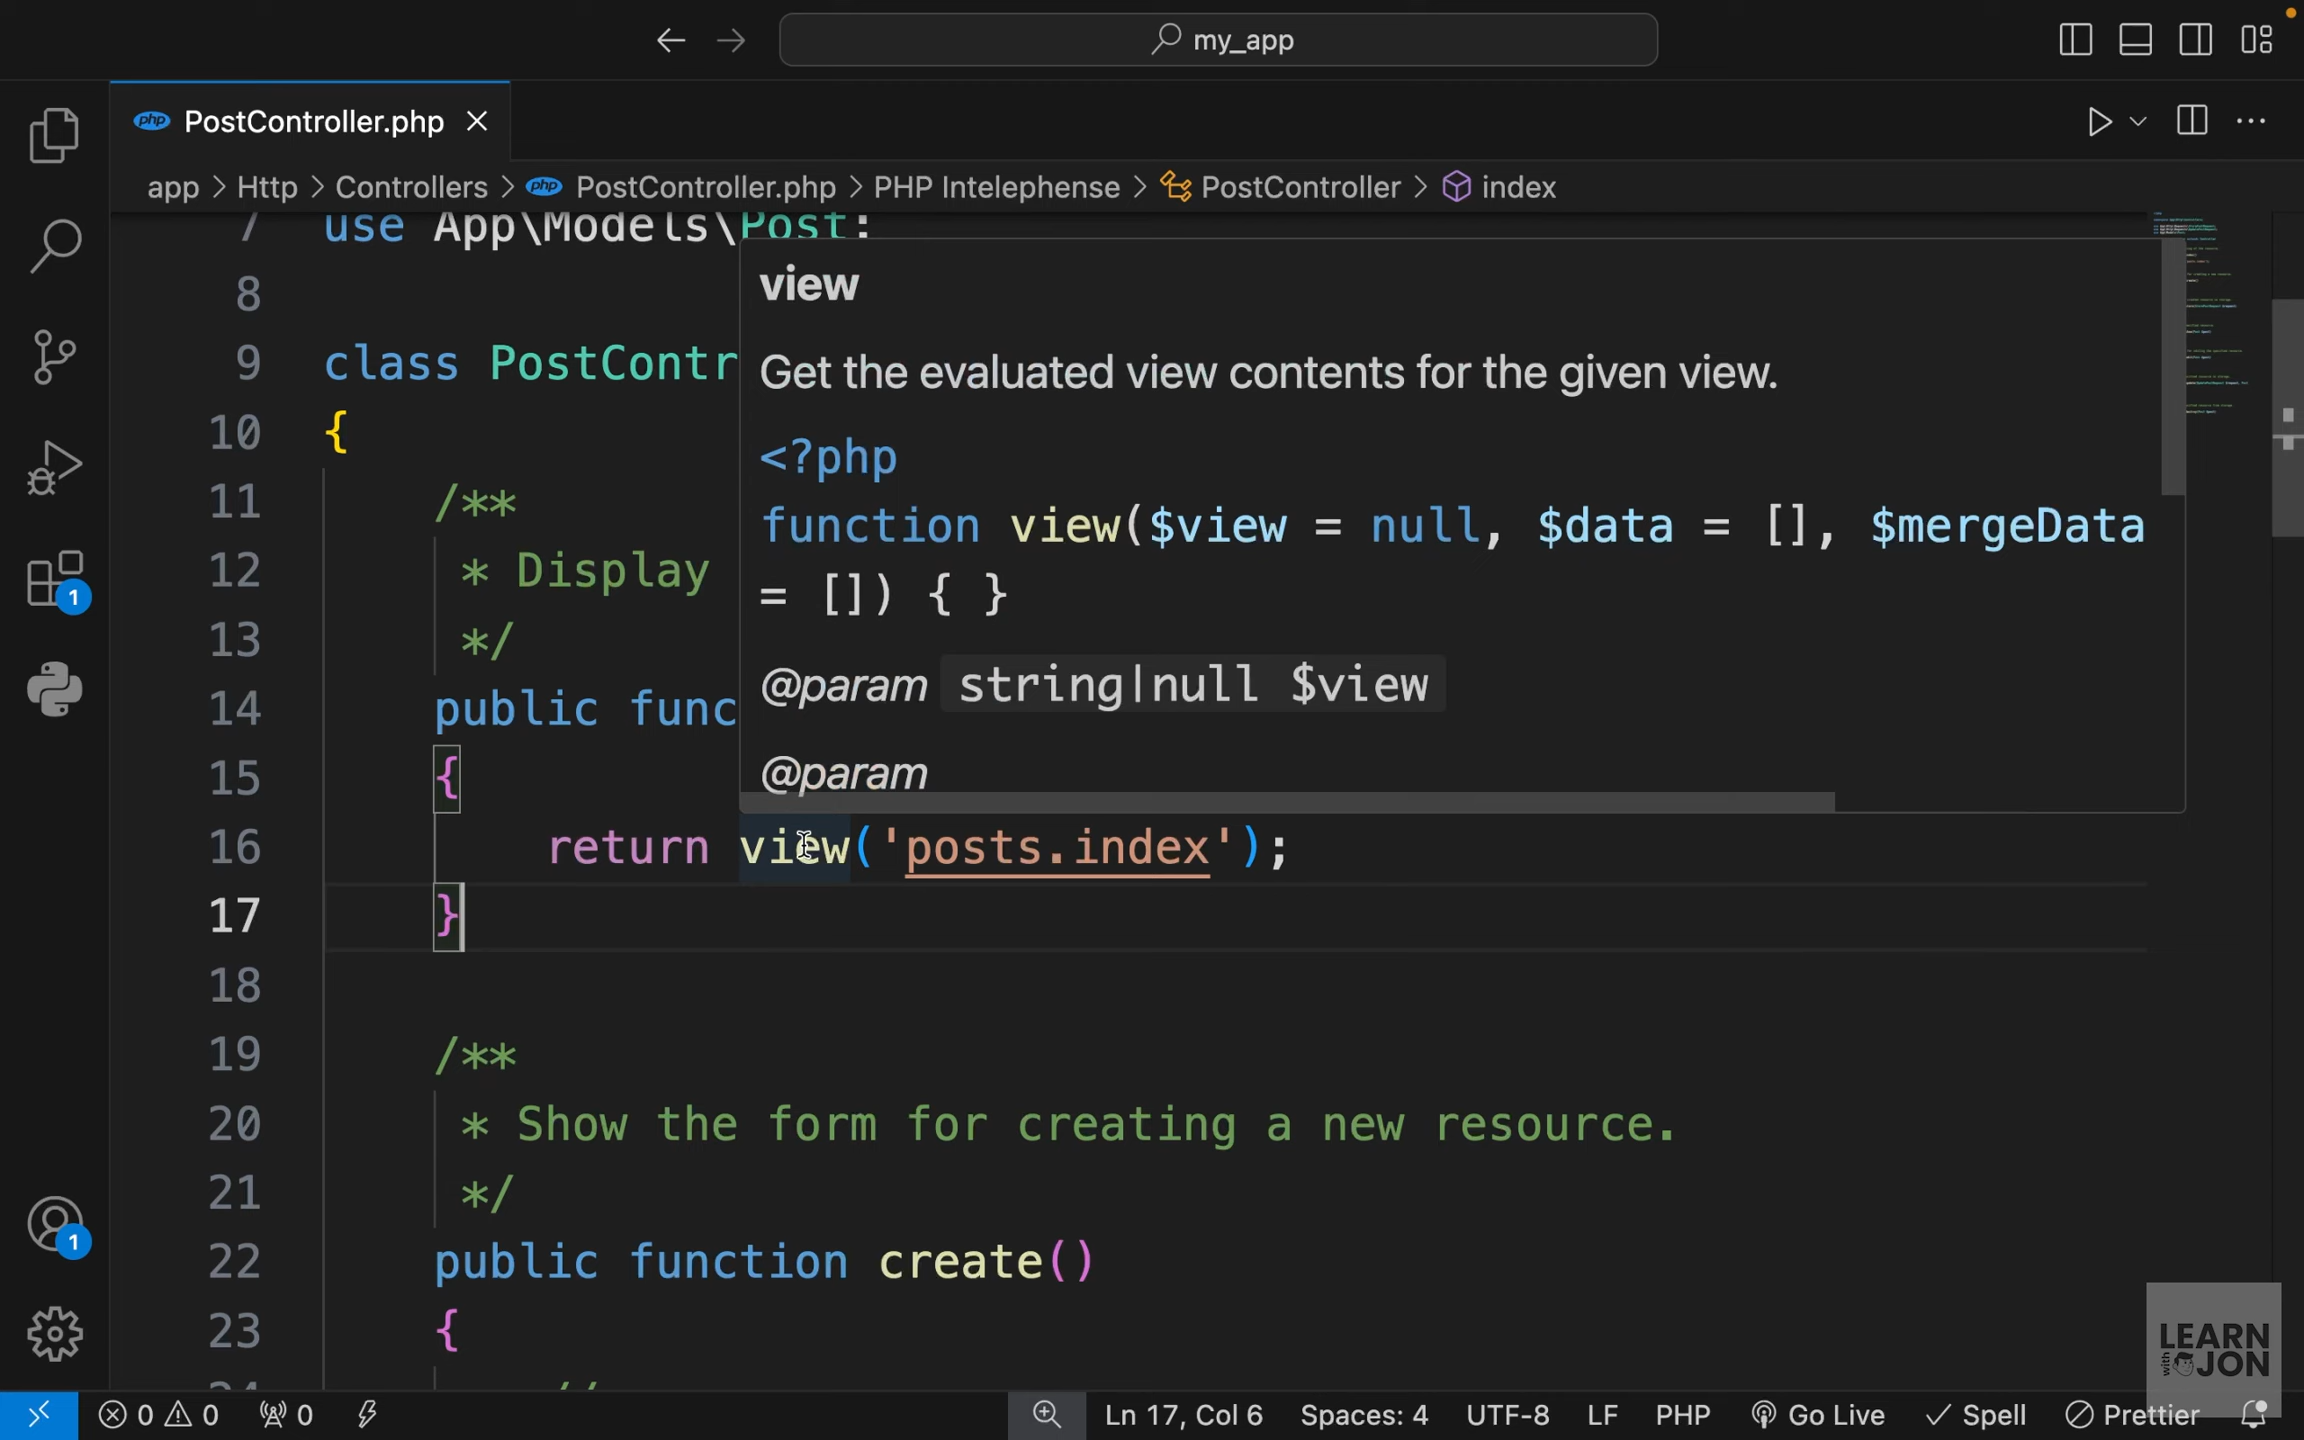 my_app
PostController.php
app > Http > Controllers > PostController.php > PHP Intelephense > PostController > index
7 use App\Models\Post;
8
9 class PostContr
10 {
11 /**
12 * Display
13 */
14 public func
15 {
view
Get the evaluated view contents for the given view.
<?php
function view($view = null, $data = [], $mergeData
= []) { }
@param string|null $view
@param
16 return view('posts.index');
17 }
18
19 /**
20 * Show the form for creating a new resource.
21 */
22 public function create()
23 {
24 //
1
1
LEARN
with JON
0 0 0 Ln 17, Col 6 Spaces: 4 UTF-8 LF PHP Go Live Spell Prettier